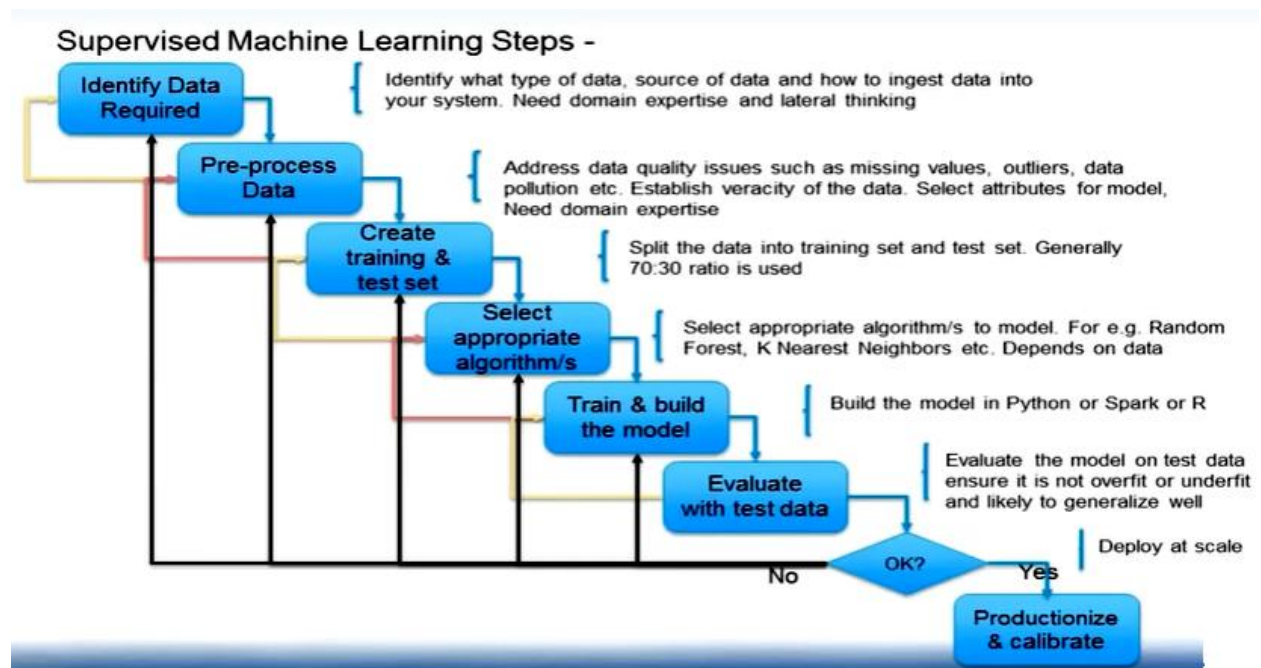 Supervised Machine Learning Steps -
Identify Data
Required
Identify what type of data, source of data and how to ingest data into
your system. Need domain expertise and lateral thinking
Pre-process
Data
Address data quality issues such as missing values, outliers, data
pollution etc. Establish veracity of the data. Select attributes for model,
Need domain expertise
Create
training &
test set
Split the data into training set and test set. Generally
70:30 ratio is used
Select
appropriate
algorithm/s
Select appropriate algorithm/s to model. For e.g. Random
Forest, K Nearest Neighbors etc. Depends on data
Train & build
the model
Build the model in Python or Spark or R
Evaluate
with test data
Evaluate the model on test data
ensure it is not overfit or underfit
and likely to generalize well
OK?
No
Yes
Deploy at scale
Productionize
& calibrate